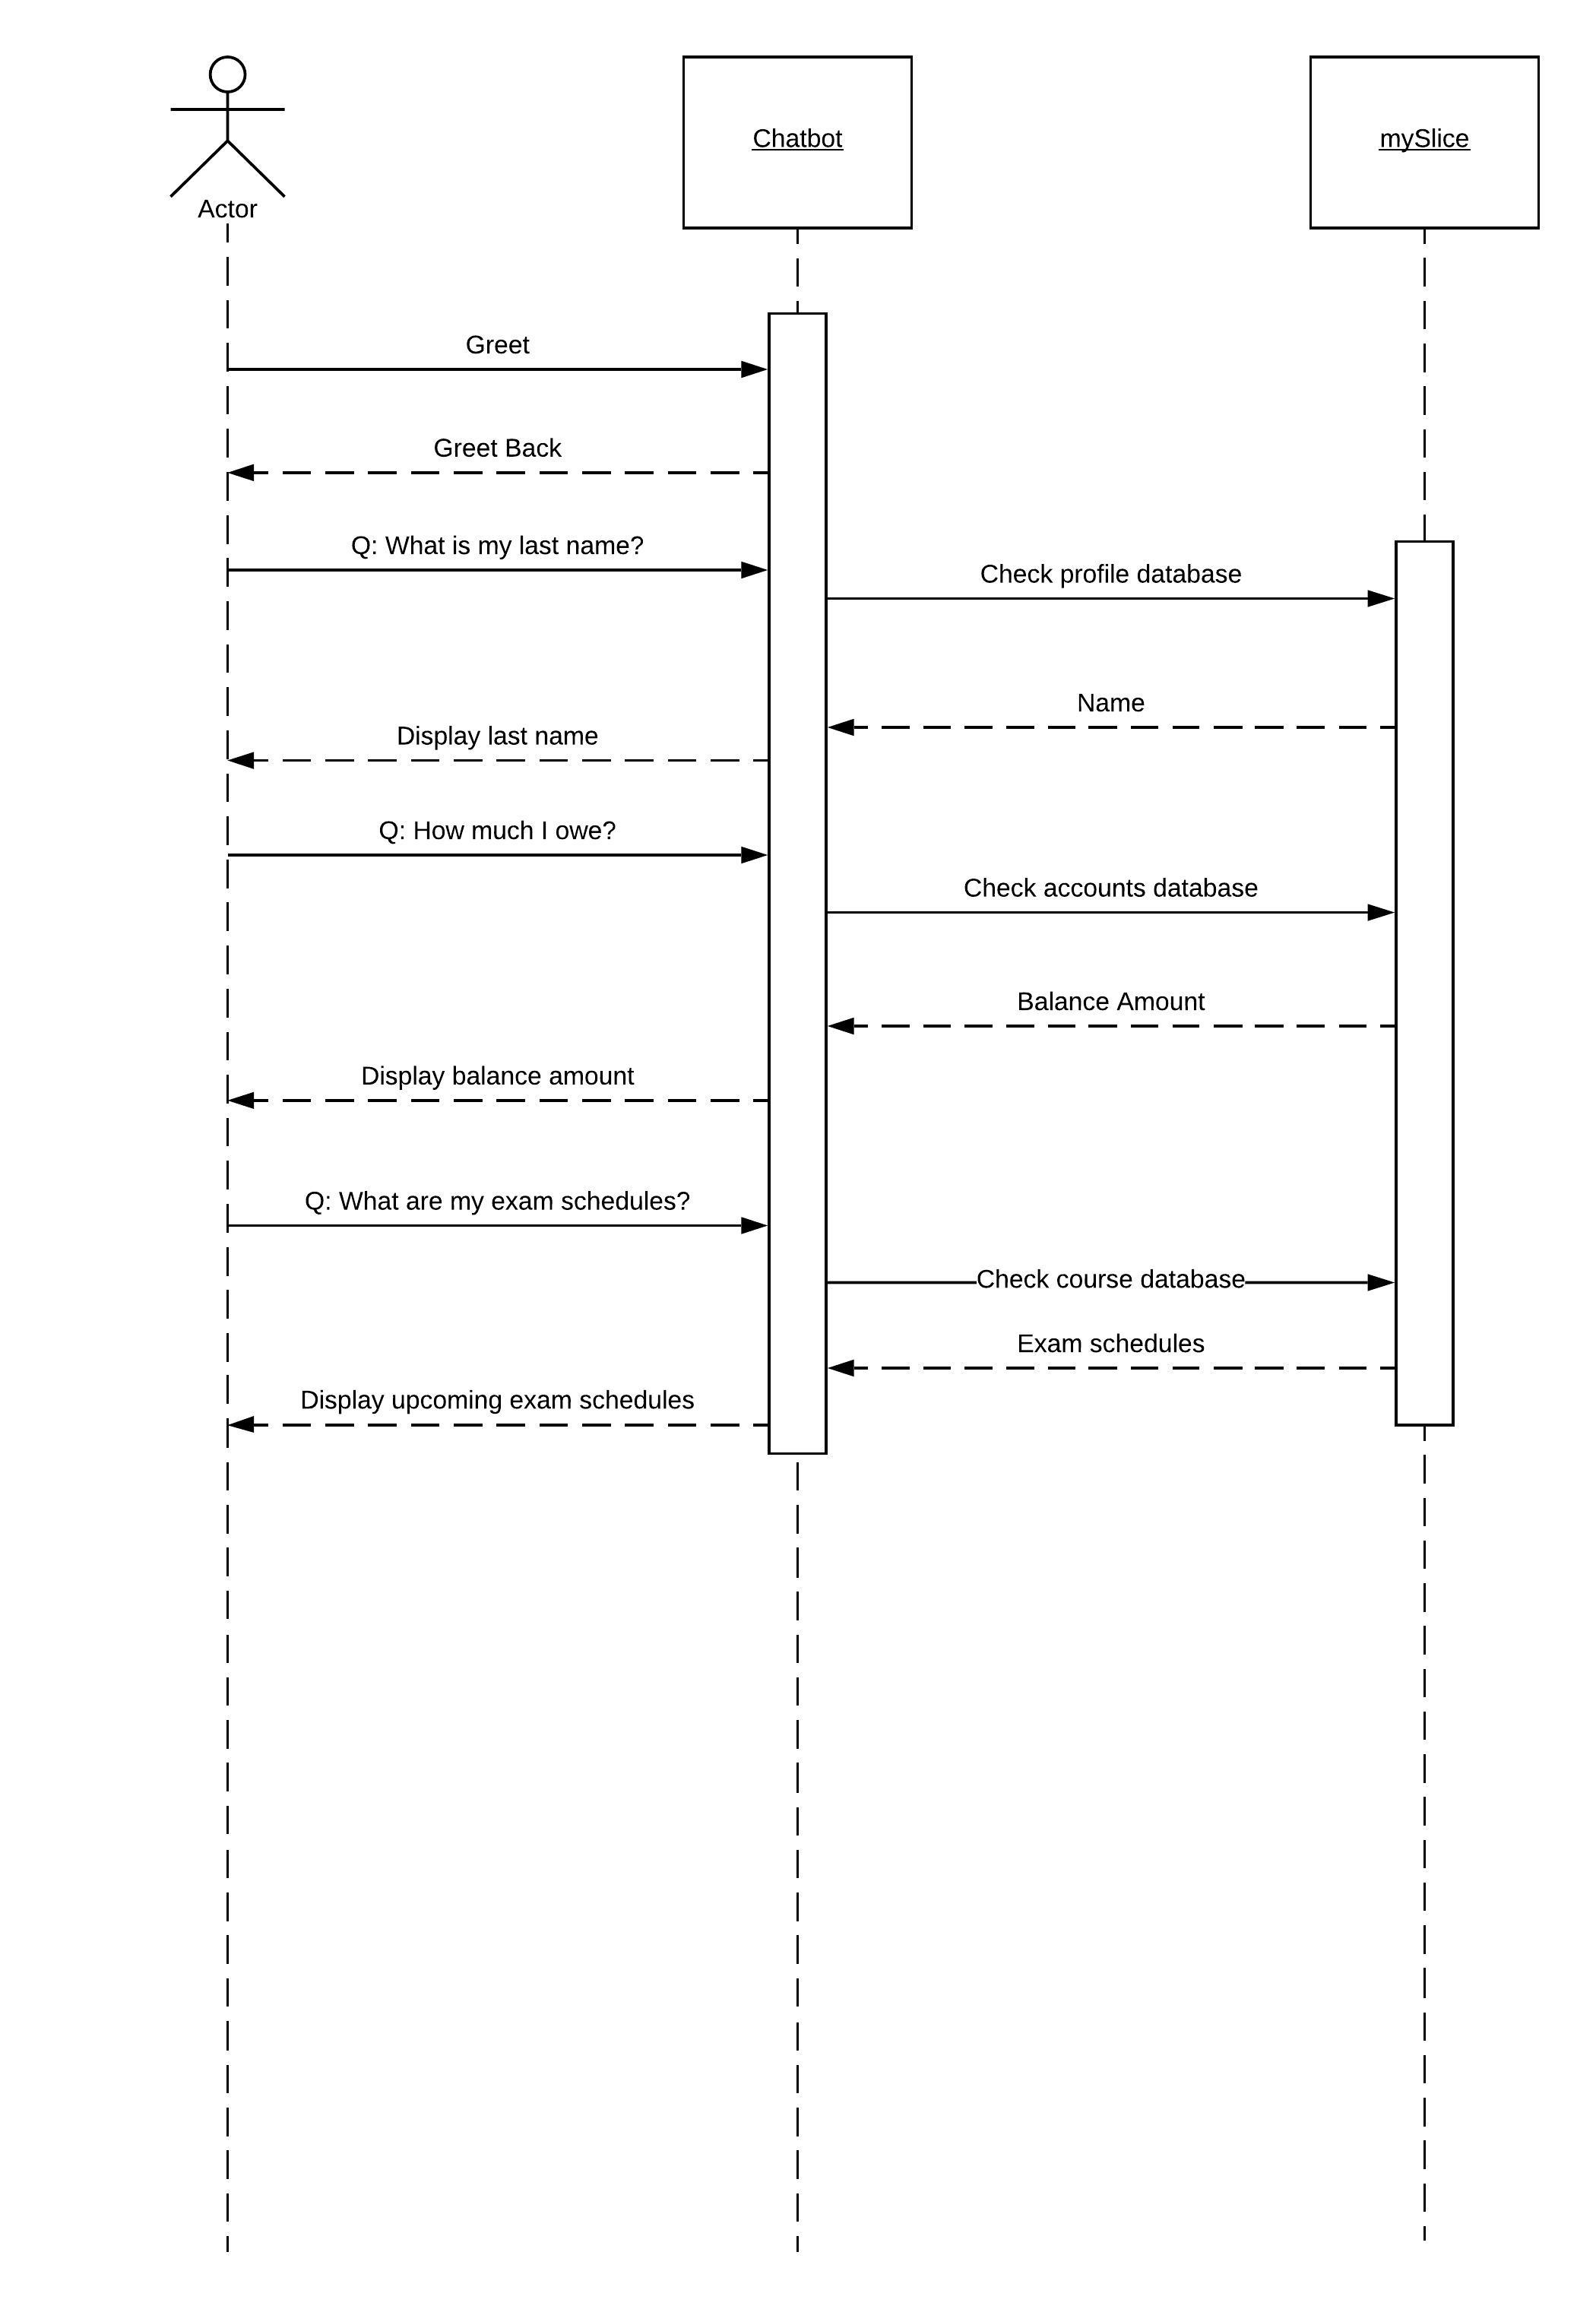 Chatbot
mySlice
Actor
Greet
Greet Back
Q: What is my last name?
Check profile database
Name
Display last name
Q: How much I owe?
Check accounts database
Balance Amount
Display balance amount
Q: What are my exam schedules?
Check course database
Exam schedules
Display upcoming exam schedules